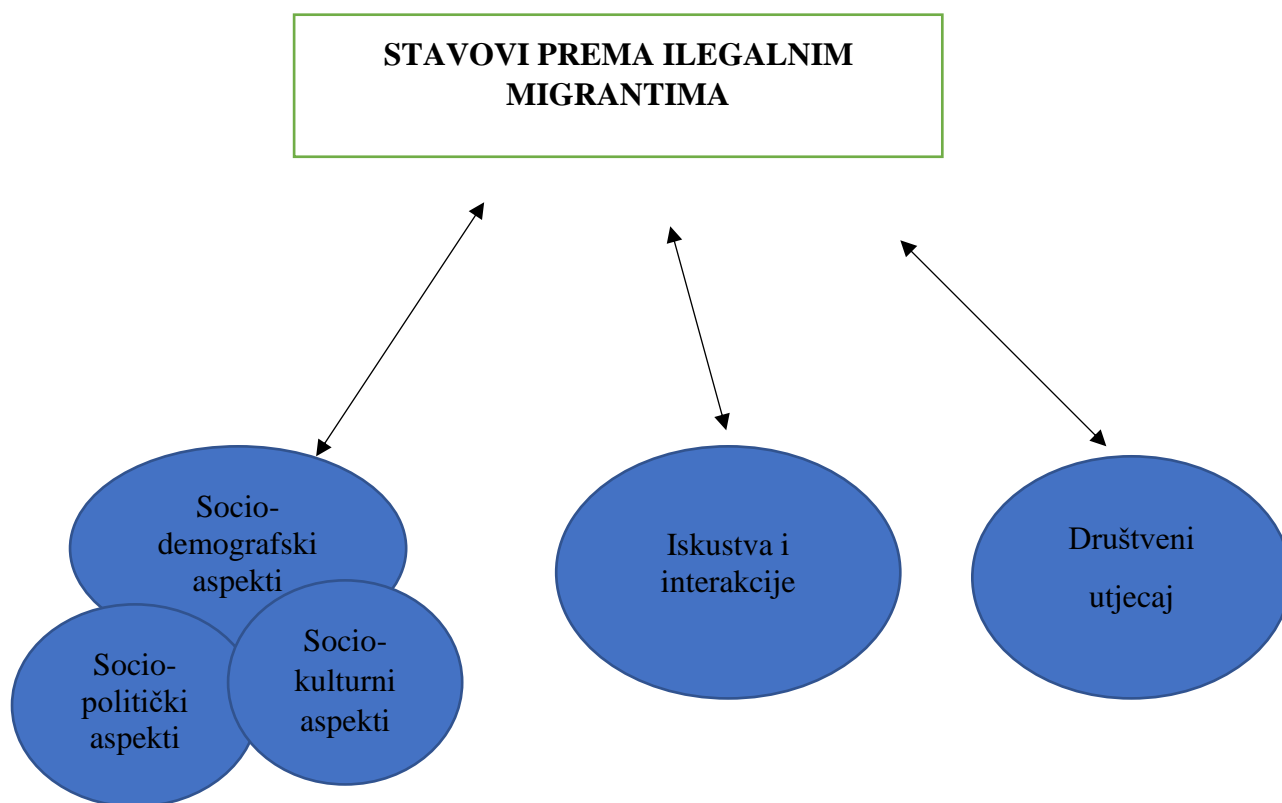 STAVOVI PREMA ILEGALNIM
MIGRANTIMA
Socio-
demografski
aspekti
Socio-
politički
aspekti
Socio-
kulturni
aspekti
Iskustva i
interakcije
Društveni
utjecaj